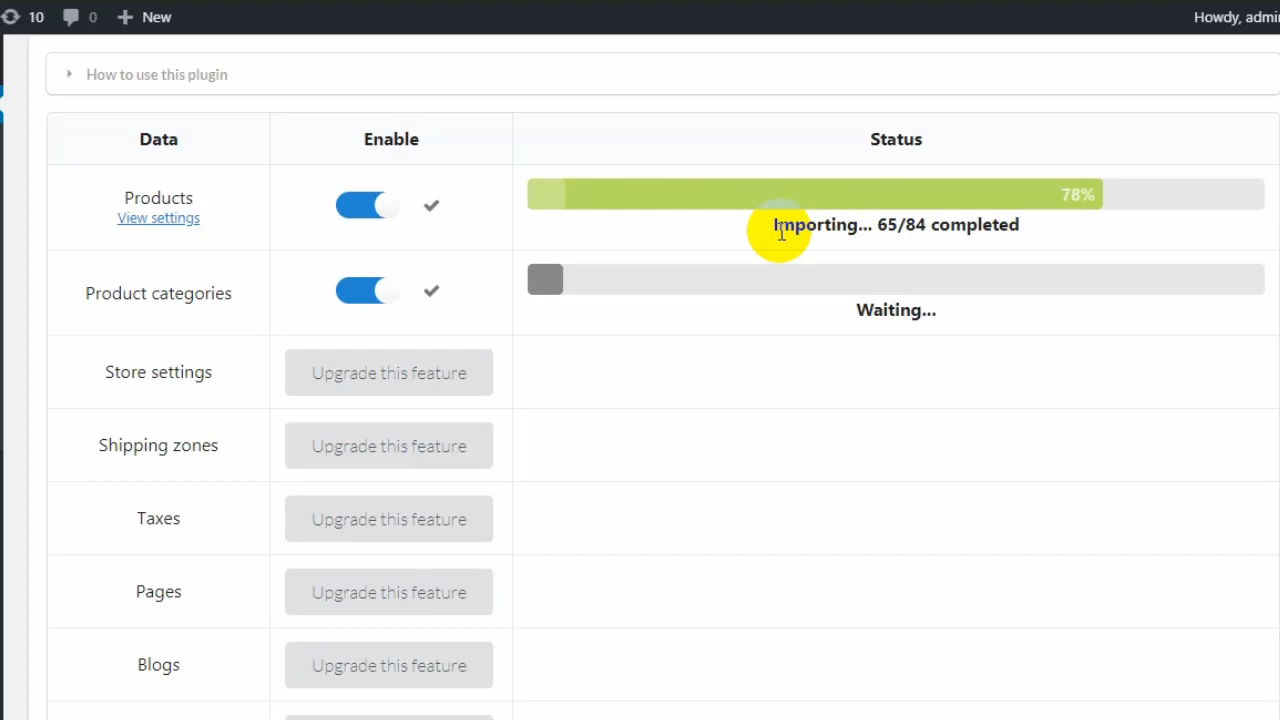 10 0 New Howdy, admi
How to use this plugin
Data Enable Status
Products
View settings
78%
Importing... 65/84 completed
Product categories
Waiting...
Store settings Upgrade this feature
Shipping zones Upgrade this feature
Taxes Upgrade this feature
Pages Upgrade this feature
Blogs Upgrade this feature